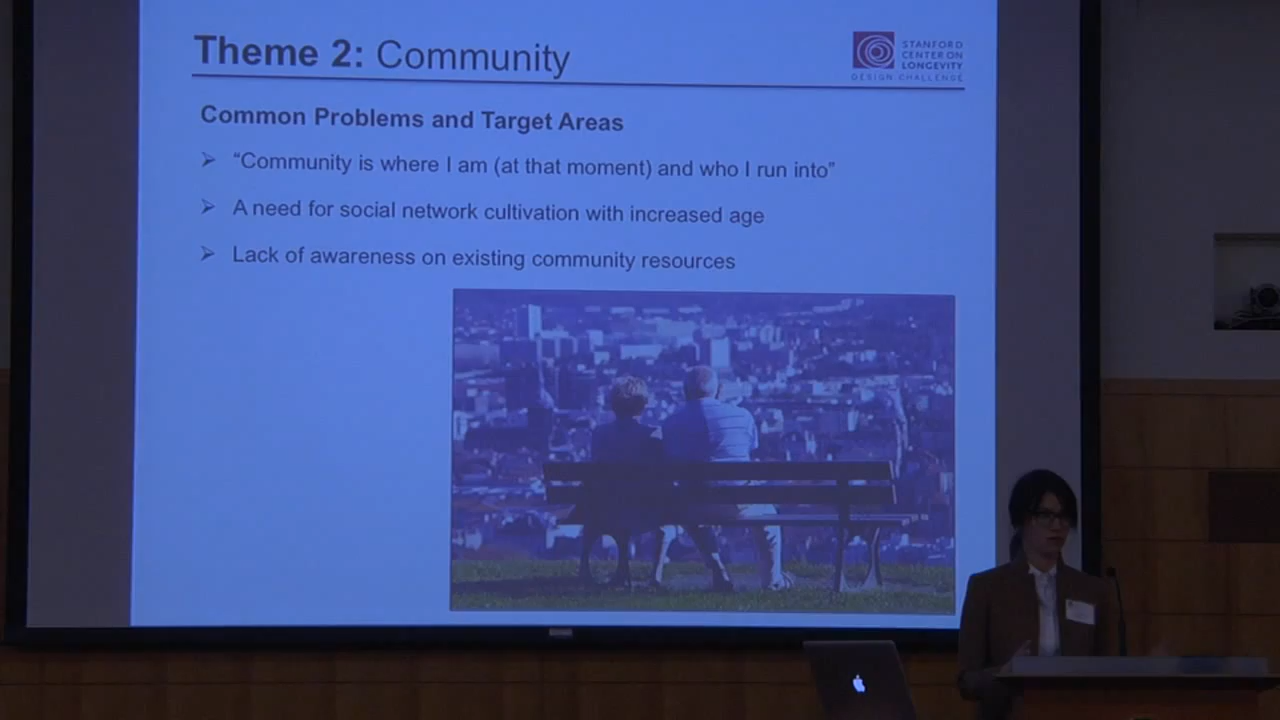 Theme 2: Community
STANFORD
CENTER ON
LONGEVITY
DESIGN CHALLENGE
Common Problems and Target Areas
“Community is where I am (at that moment) and who I run into”
A need for social network cultivation with increased age
Lack of awareness on existing community resources